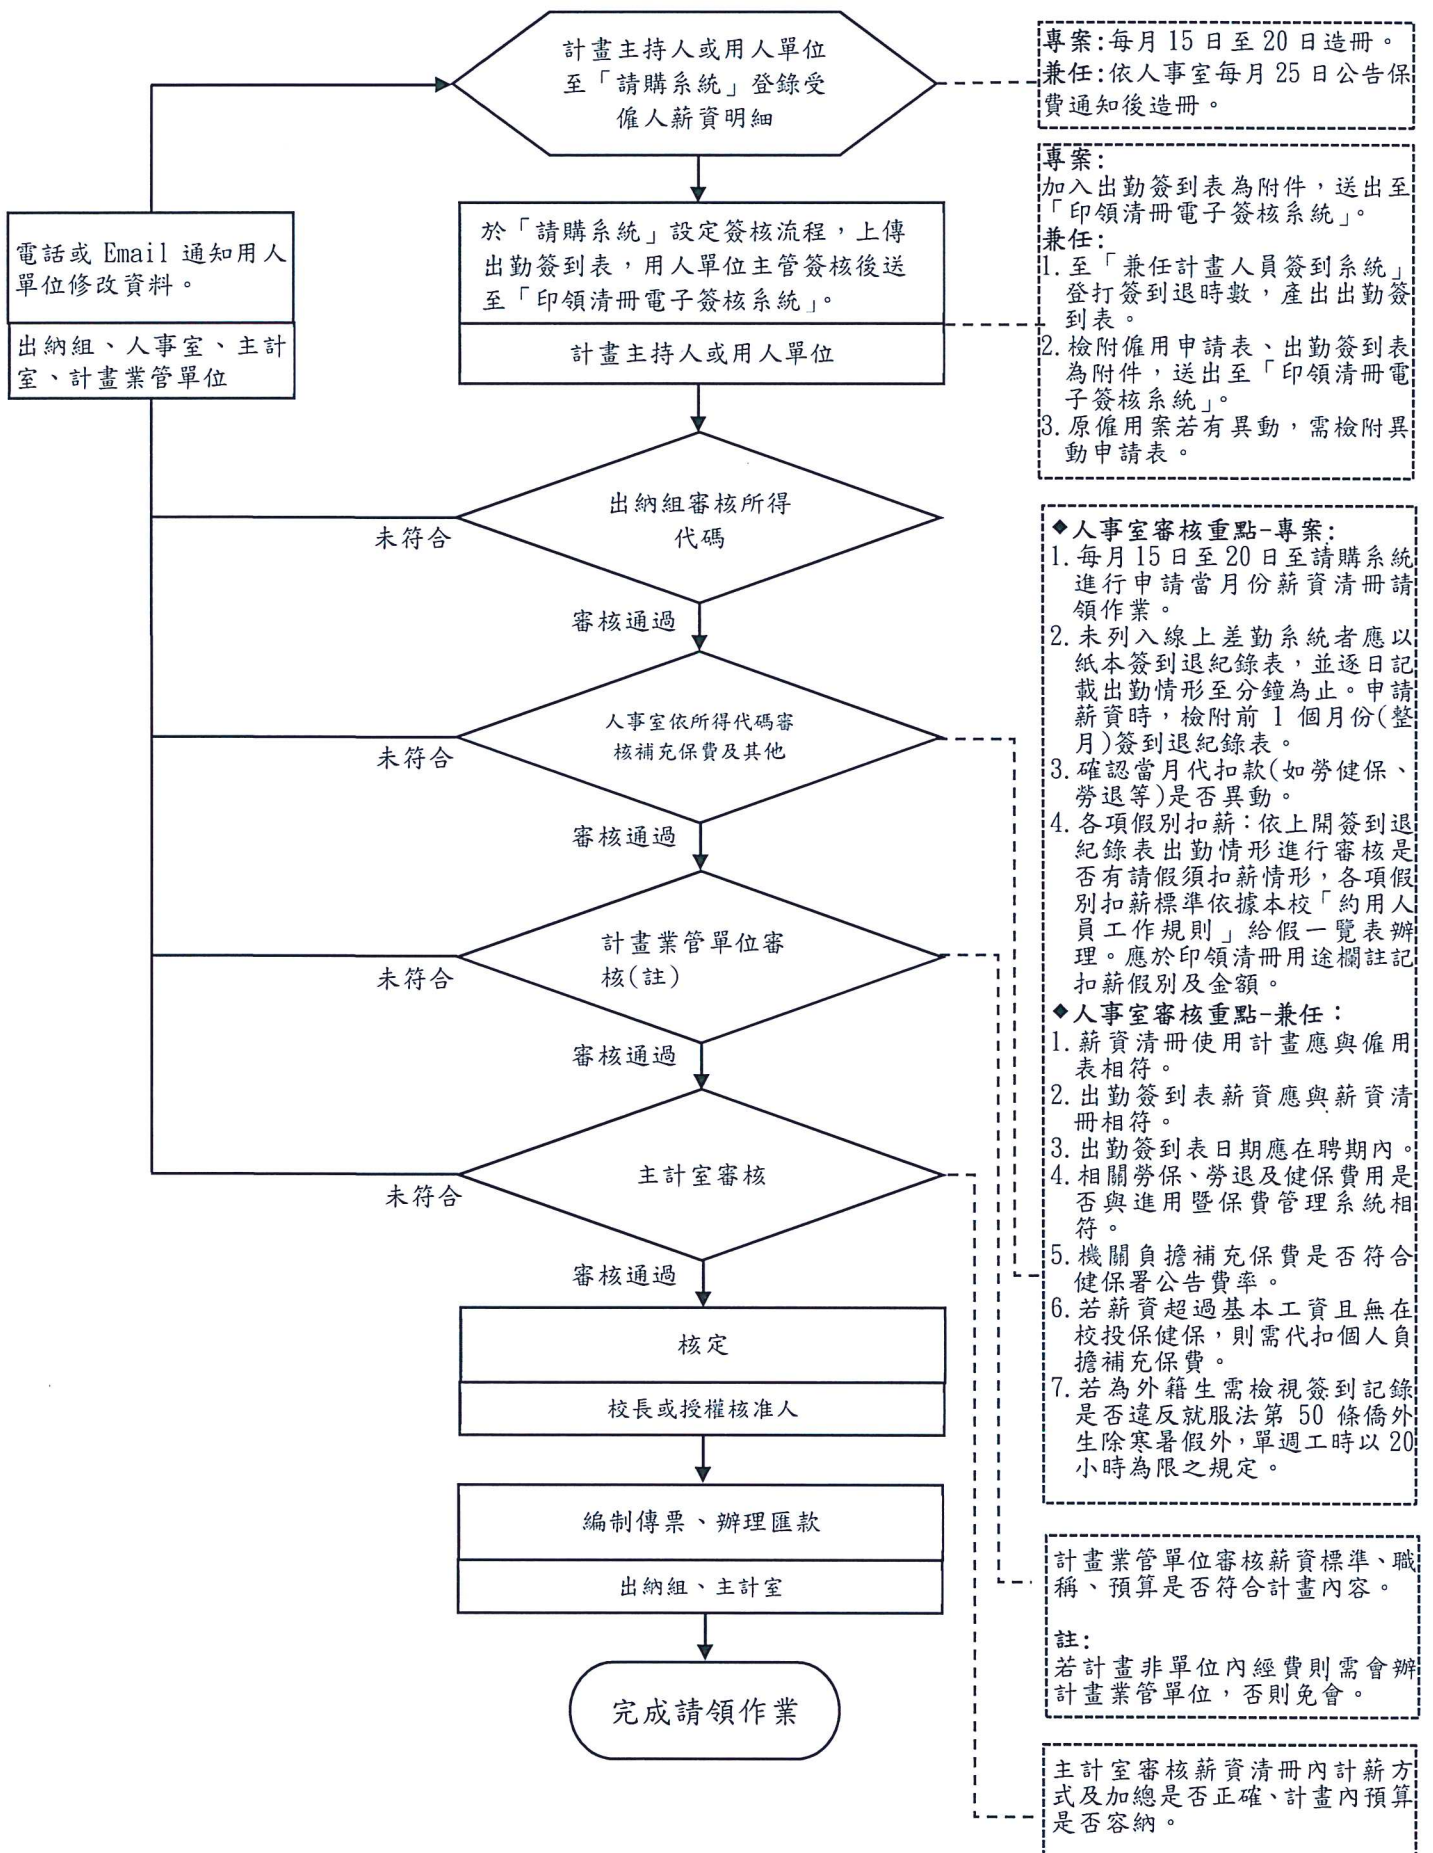 計畫主持人或用人單位
至「請購系統」登錄受
僱人薪資明細
專案:每月 15 日至 20 日造冊。
兼任:依人事室每月 25 日公告保
費通知後造冊。
電話或 Email 通知用人
單位修改資料。
出納組、人事室、主計
室、計畫業管單位
於「請購系統」設定簽核流程，上傳
出勤簽到表，用人單位主管簽核後送
至「印領清冊電子簽核系統」。
計畫主持人或用人單位
專案:
加入出勤簽到表為附件，送出至
「印領清冊電子簽核系統」。
兼任:
1.至「兼任計畫人員簽到系統」
登打簽到退時數，產出出勤簽
到表。
2.檢附僱用申請表、出勤簽到表
為附件，送出至「印領清冊電
子簽核系統」。
3.原僱用案若有異動，需檢附異
動申請表。
出納組審核所得
代碼
未符合
審核通過
人事室依所得代碼審
核補充保費及其他
未符合
審核通過
計畫業管單位審
核(註)
未符合
審核通過
主計室審核
未符合
審核通過
核定
校長或授權核准人
編制傳票、辦理匯款
出納組、主計室
完成請領作業
◆人事室審核重點-專案:
1.每月 15 日至 20 日至請購系統
進行申請當月份薪資清冊請
領作業。
2.未列入線上差勤系統者應以
紙本簽到退紀錄表，並逐日記
載出勤情形至分鐘為止。申請
薪資時，檢附前 1 個月份(整
月)簽到退紀錄表。
3.確認當月代扣款(如勞健保、
勞退等)是否異動。
4.各項假別扣薪：依上開簽到退
紀錄表出勤情形進行審核是
否有請假須扣薪情形，各項假
別扣薪標準依據本校「約用人
員工作規則」給假一覽表辦
理。應於印領清冊用途欄註記
扣薪假別及金額。
◆人事室審核重點-兼任：
1.薪資清冊使用計畫應與僱用
表相符。
2.出勤簽到表薪資應與薪資清
冊相符。
3.出勤簽到表日期應在聘期內。
4.相關勞保、勞退及健保費用是
否與進用暨保費管理系統相
符。
5.機關負擔補充保費是否符合
健保署公告費率。
6.若薪資超過基本工資且無在
校投保健保，則需代扣個人負
擔補充保費。
7.若為外籍生需檢視簽到記錄
是否違反就服法第 50 條僑外
生除寒暑假外，單週工時以 20
小時為限之規定。
計畫業管單位審核薪資標準、職
稱、預算是否符合計畫內容。
註:
若計畫非單位內經費則需會辦
計畫業管單位，否則免會。
主計室審核薪資清冊內計薪方
式及加總是否正確、計畫內預算
是否容納。